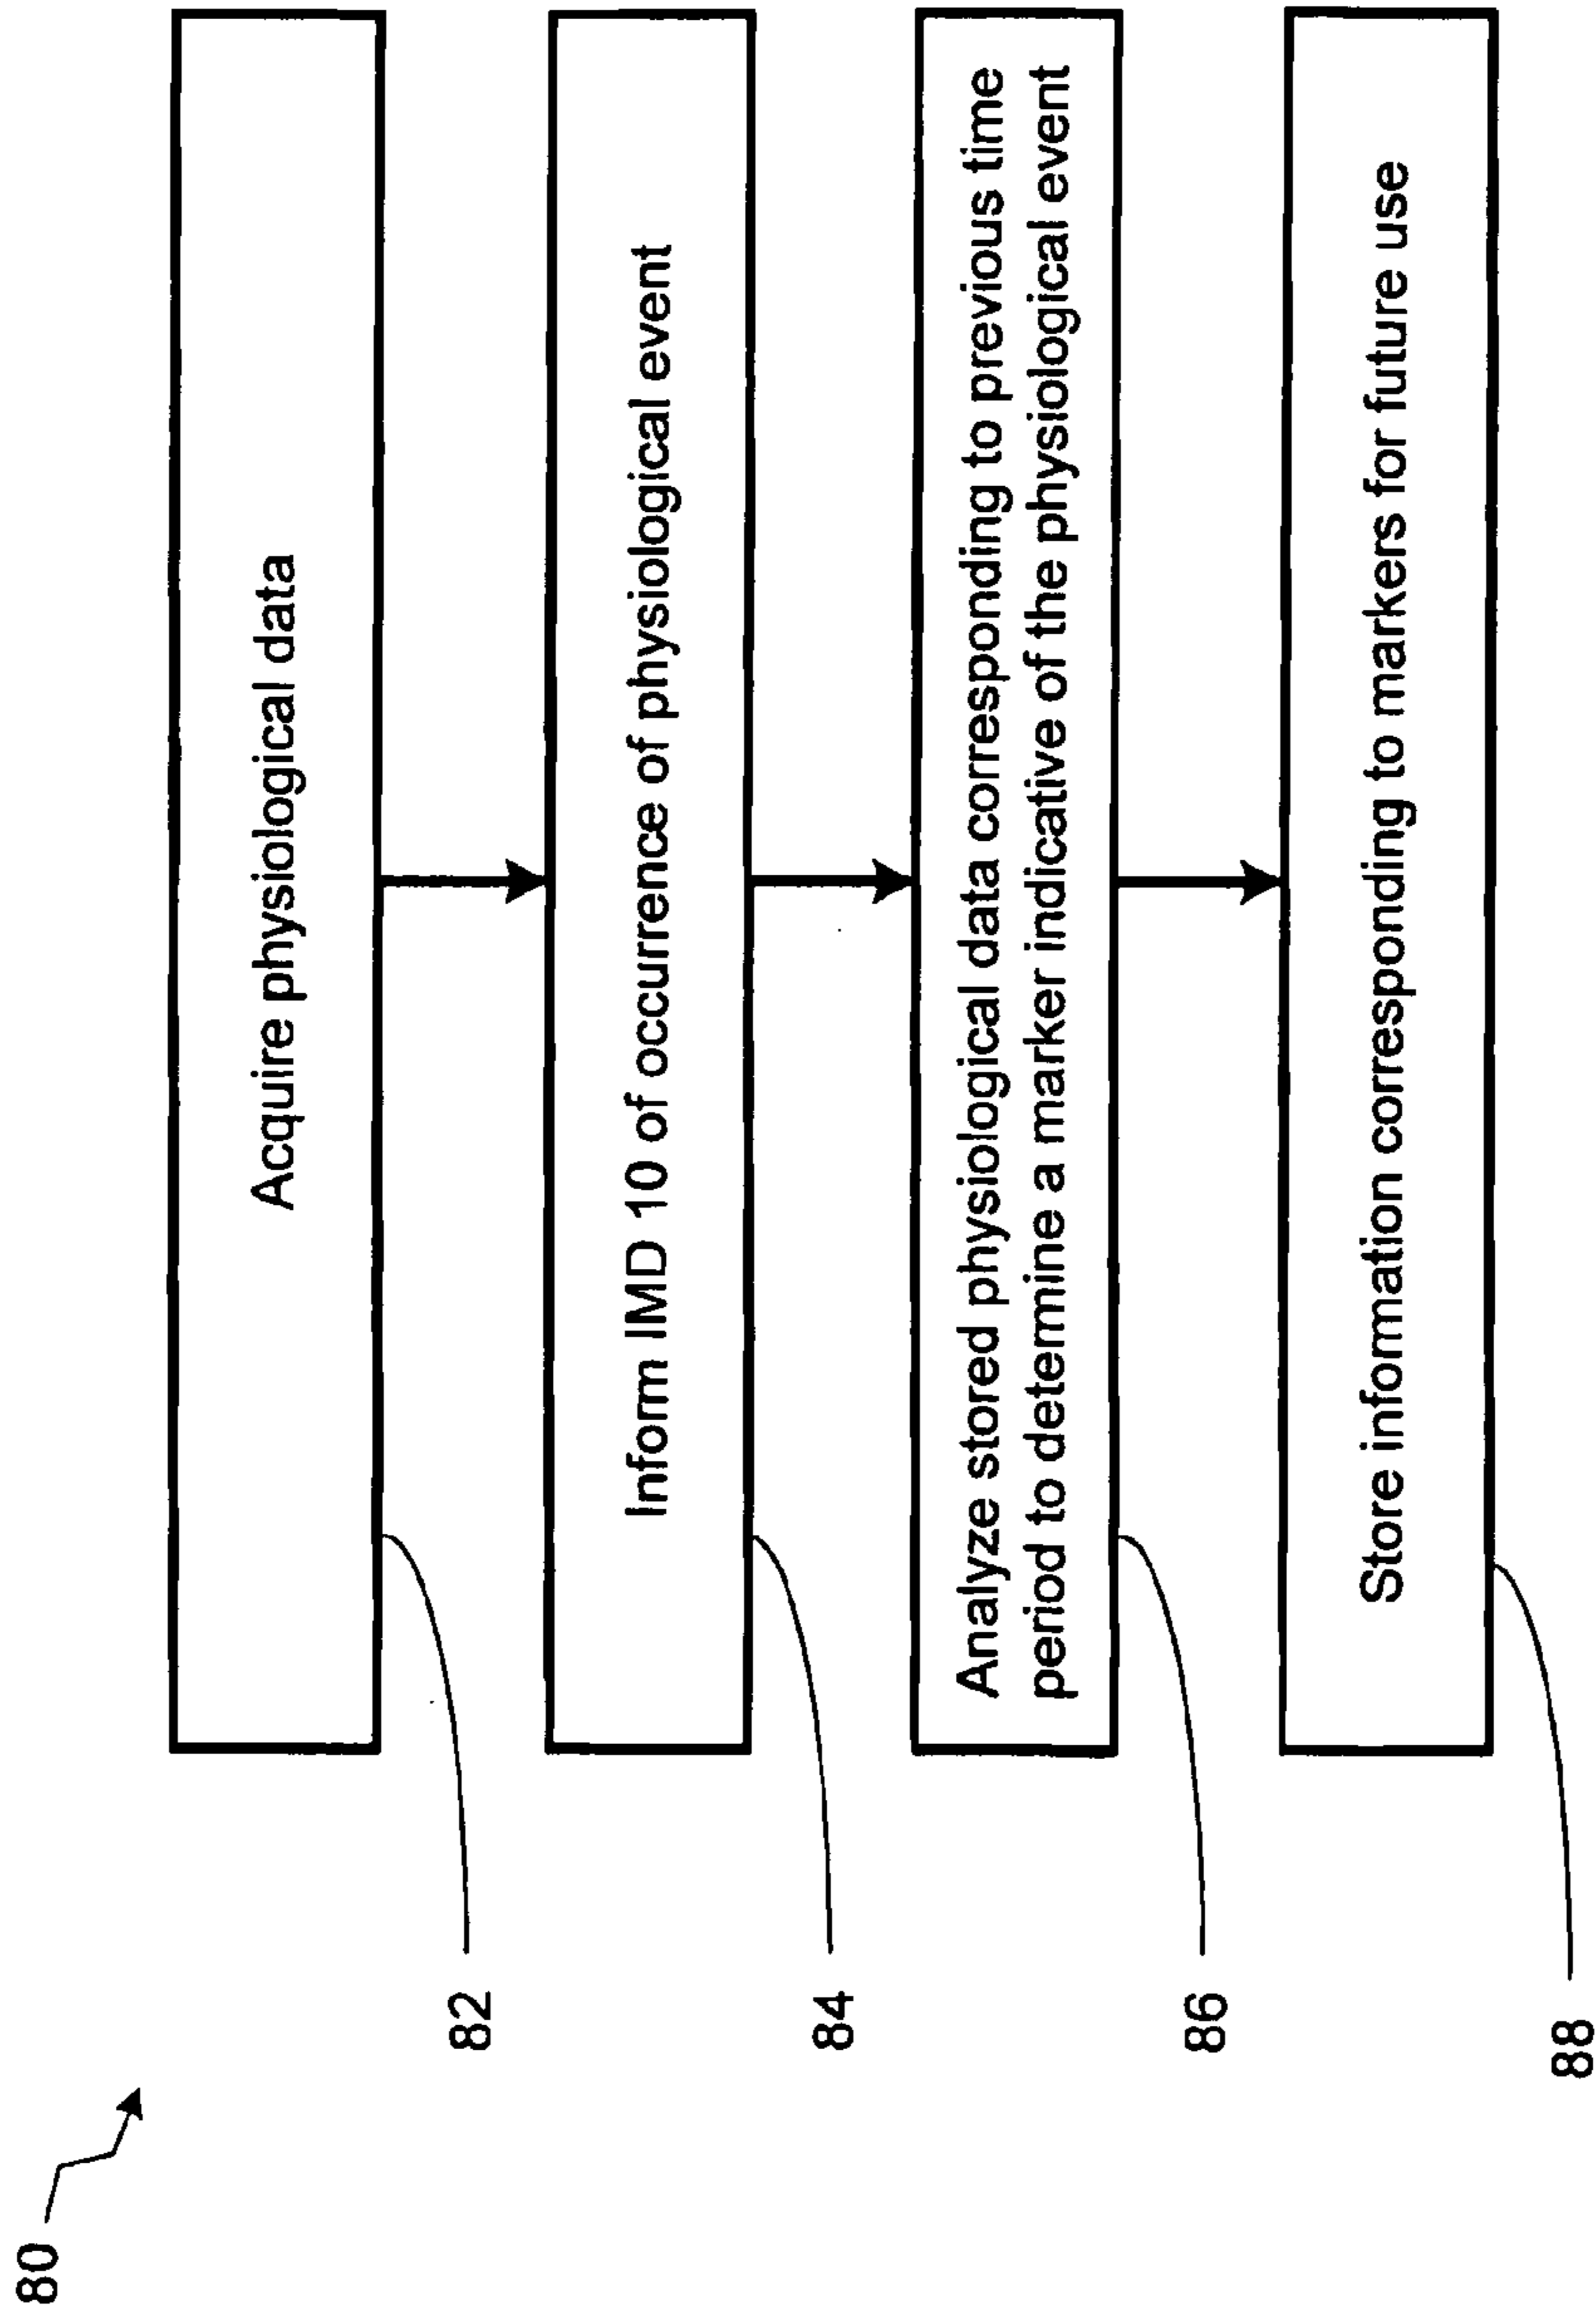 80
82
Acquire physiological data
84
Inform IMD 10 of occurrence of physiological event
86
Analyze stored physiological data corresponding to previous time
period to determine a marker indicative of the physiological event
88
Store infomation corresponding to markers for future use